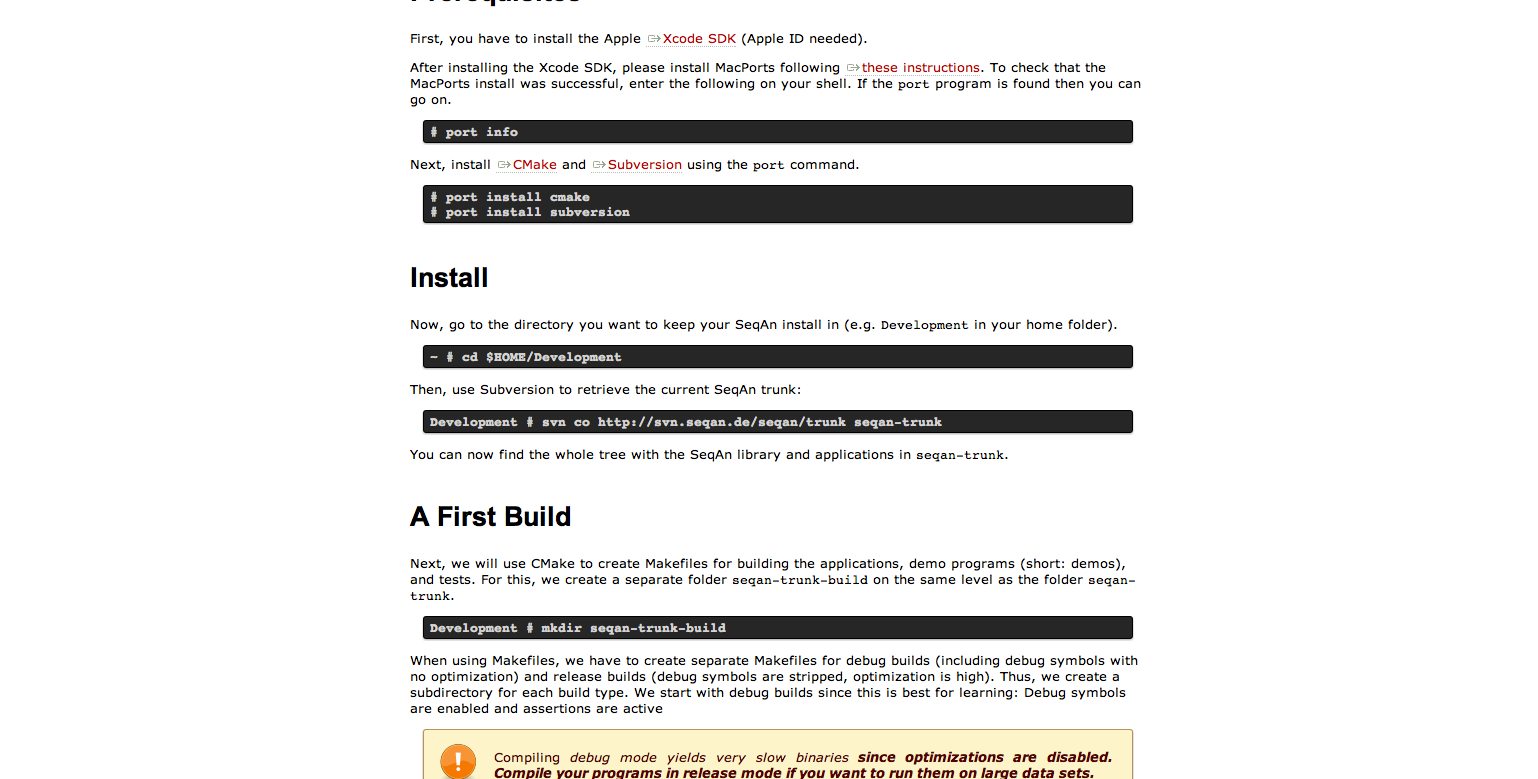 Prerequisites
First, you have to install the Apple Xcode SDK (Apple ID needed).
After installing the Xcode SDK, please install MacPorts following these instructions. To check that the
MacPorts install was successful, enter the following on your shell. If the port program is found then you can
go on.
# port info
Next, install CMake and Subversion using the port command.
# port install cmake
# port install subversion
Install
Now, go to the directory you want to keep your SeqAn install in (e.g. Development in your home folder).
~ # cd $HOME/Development
Then, use Subversion to retrieve the current SeqAn trunk:
Development # svn co http://svn.seqan.de/seqan/trunk seqan-trunk
You can now find the whole tree with the SeqAn library and applications in seqan-trunk.
A First Build
Next, we will use CMake to create Makefiles for building the applications, demo programs (short: demos),
and tests. For this, we create a separate folder seqan-trunk-build on the same level as the folder seqan-
trunk.
Development # mkdir seqan-trunk-build
When using Makefiles, we have to create separate Makefiles for debug builds (including debug symbols with
no optimization) and release builds (debug symbols are stripped, optimization is high). Thus, we create a
subdirectory for each build type. We start with debug builds since this is best for learning: Debug symbols
are enabled and assertions are active
Compiling debug mode yields very slow binaries since optimizations are disabled.
Compile your programs in release mode if you want to run them on large data sets.